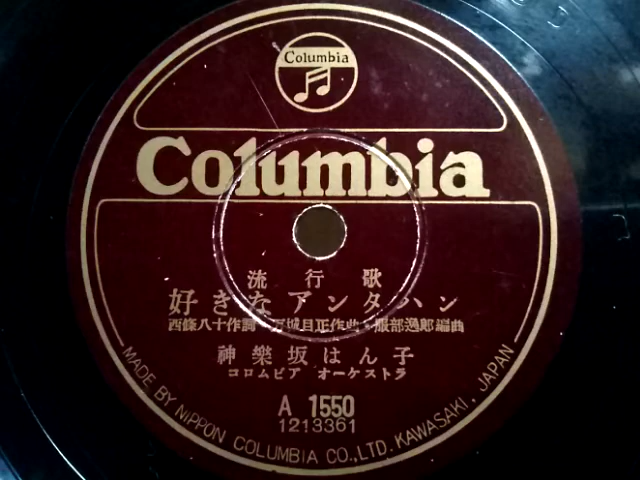 Columbia
Columbia
流行歌
好きなアンタハン
西條八十作詞・万城目正作曲・服部逸郎編曲
神樂坂はん子
コロムビア オーケストラ
A 1550
1213361
MADE BY NIPPON COLUMBIA CO.,LTD. KAWASAKI, JAPAN